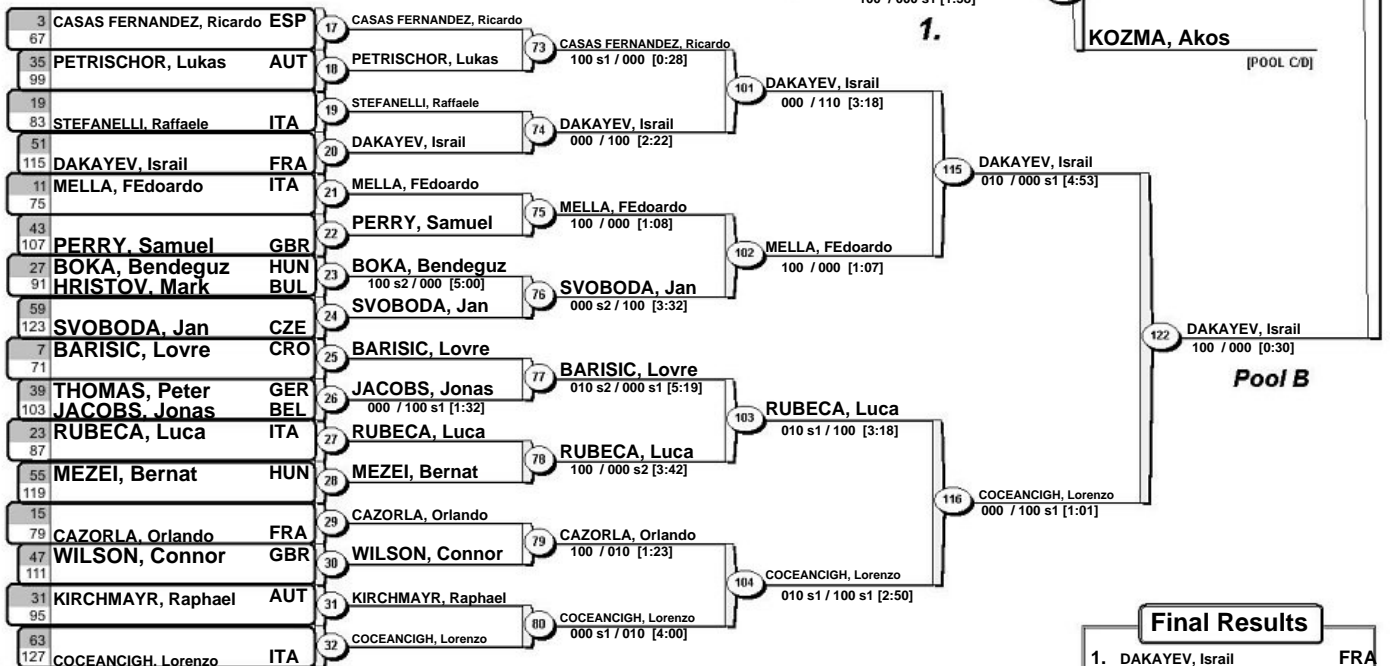 1.
KOZMA, Akos
[POOL C/D]
3 CASAS FERNANDEZ, Ricardo ESP
67
35 PETRISCHOR, Lukas AUT
99
19
83 STEFANELLI, Raffaele ITA
51
115 DAKAYEV, Israil FRA
11 MELLA, FEdoardo ITA
75
43
107 PERRY, Samuel GBR
27 BOKA, Bendeguz HUN
91 HRISTOV, Mark BUL
59
123 SVOBODA, Jan CZE
7 BARISIC, Lovre CRO
71
39 THOMAS, Peter GER
103 JACOBS, Jonas BEL
23 RUBECA, Luca ITA
87
55 MEZEI, Bernat HUN
119
15
79 CAZORLA, Orlando FRA
47 WILSON, Connor GBR
111
31 KIRCHMAYR, Raphael AUT
95
63
127 COCEANCIGH, Lorenzo ITA
17 CASAS FERNANDEZ, Ricardo
18 PETRISCHOR, Lukas
19 STEFANELLI, Raffaele
20 DAKAYEV, Israil
21 MELLA, FEdoardo
22 PERRY, Samuel
23 BOKA, Bendeguz
100 s2 / 000 [5:00]
24 SVOBODA, Jan
25 BARISIC, Lovre
26 JACOBS, Jonas
000 / 100 s1 [1:32]
27 RUBECA, Luca
28 MEZEI, Bernat
29 CAZORLA, Orlando
30 WILSON, Connor
31 KIRCHMAYR, Raphael
32 COCEANCIGH, Lorenzo
73 CASAS FERNANDEZ, Ricardo
100 s1 / 000 [0:28]
74 DAKAYEV, Israil
000 / 100 [2:22]
75 MELLA, FEdoardo
100 / 000 [1:08]
76 SVOBODA, Jan
000 s2 / 100 [3:32]
77 BARISIC, Lovre
010 s2 / 000 s1 [5:19]
78 RUBECA, Luca
100 / 000 s2 [3:42]
79 CAZORLA, Orlando
100 / 010 [1:23]
80 COCEANCIGH, Lorenzo
000 s1 / 010 [4:00]
101 DAKAYEV, Israil
000 / 110 [3:18]
102 MELLA, FEdoardo
100 / 000 [1:07]
103 RUBECA, Luca
010 s1 / 100 [3:18]
104 COCEANCIGH, Lorenzo
010 s1 / 100 s1 [2:50]
115 DAKAYEV, Israil
010 / 000 s1 [4:53]
116 COCEANCIGH, Lorenzo
000 / 100 s1 [1:01]
122 DAKAYEV, Israil
100 / 000 [0:30]
Pool B
Final Results
1. DAKAYEV, Israil FRA